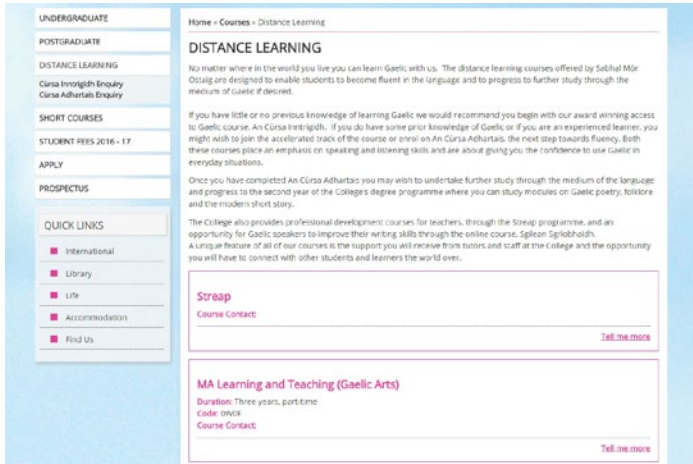 UNDERGRADUATE
POSTGRADUATE
DISTANCE LEARNING
Cùrsa Inntrigidh Enquiry
Cùrsa Adhartais Enquiry
SHORT COURSES
STUDENT FEES 2016 - 17
APPLY
PROSPECTUS
QUICK LINKS
International
Library
Life
Accommodation
Find Us
Home » Courses » Distance Learning
DISTANCE LEARNING
No matter where in the world you live you can learn Gaelic with us. The distance learning courses offered by Sabhal Mòr
Ostaig are designed to enable students to become fluent in the language and to progress to further study through the
medium of Gaelic if desired.
If you have little or no previous knowledge of learning Gaelic we would recommend you begin with our award winning access
to Gaelic course, An Cùrsa Inntrigidh. If you do have some prior knowledge of Gaelic or if you are an experienced learner, you
might wish to join the accelerated track of the course or enrol on An Cùrsa Adhartais, the next step towards fluency. Both
these courses place an emphasis on speaking and listening skills and are about giving you the confidence to use Gaelic in
everyday situations.
Once you have completed An Cùrsa Adhartais you may wish to undertake further study through the medium of the language
and progress to the second year of the College's degree programme where you can study modules on Gaelic poetry, folklore
and the modern short story.
The College also provides professional development courses for teachers, through the Streap programme, and an
opportunity for Gaelic speakers to improve their writing skills through the online course, Sgilean Sgrìobhaidh.
A unique feature of all of our courses is the support you will receive from tutors and staff at the College and the opportunity
you will have to connect with other students and learners the world over.
Streap
Course Contact:
Tell me more
MA Learning and Teaching (Gaelic Arts)
Duration: Three years, part-time
Code:
Course Contact:
Tell me more